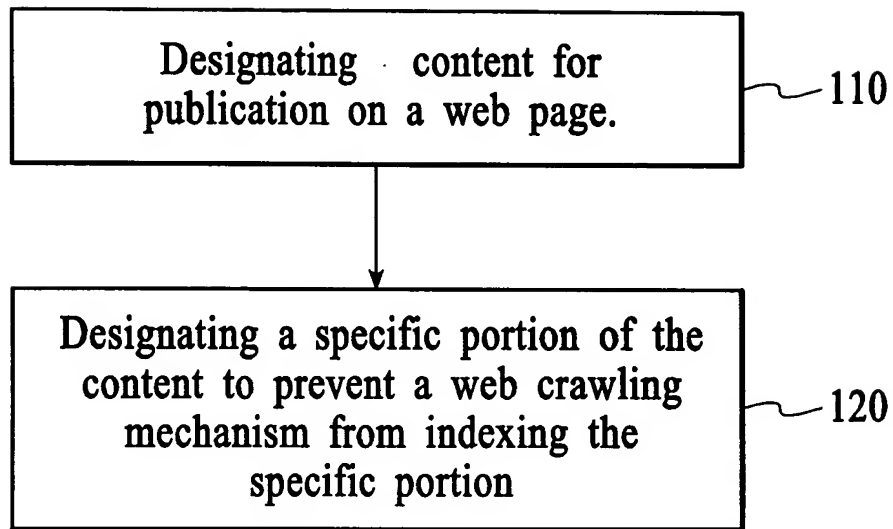 Designating content for
publication on a web page.
110
Designating a specific portion of the
content to prevent a web crawling
mechanism from indexing the
specific portion
120